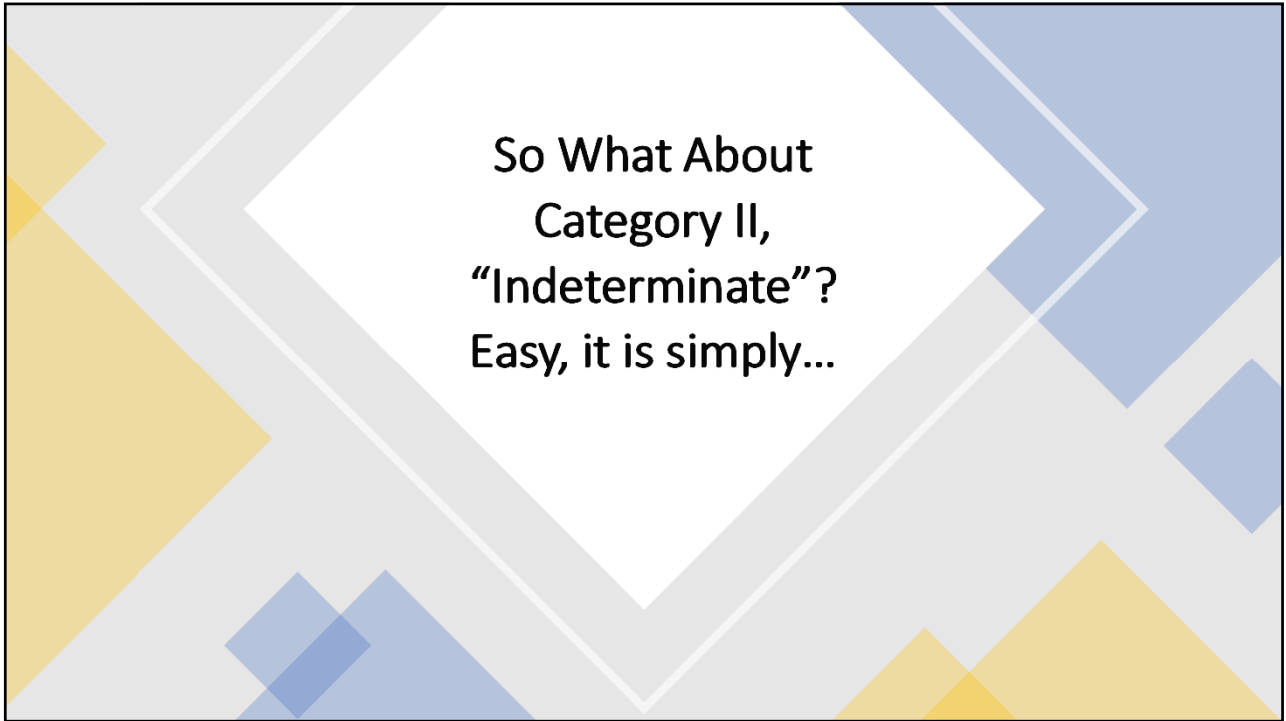 So What About
Category II,
“Indeterminate”?
Easy, it is simply...